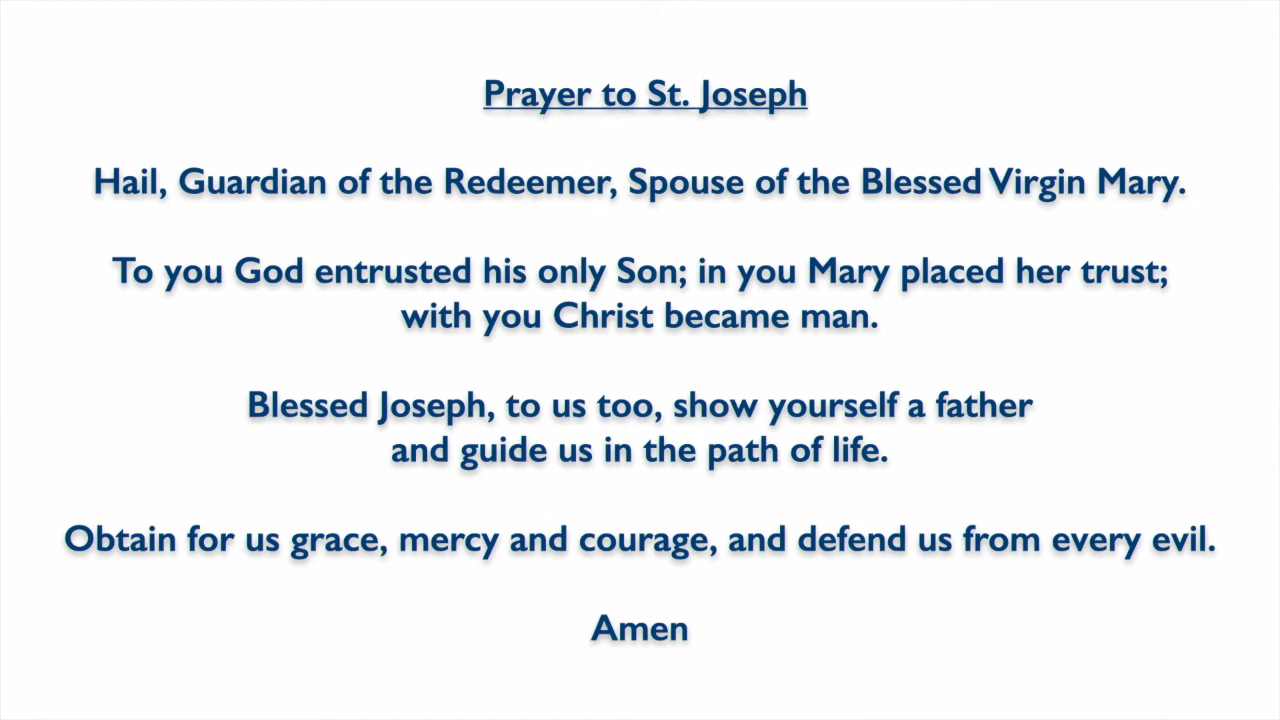 Prayer to St. Joseph
Hail, Guardian of the Redeemer, Spouse of the Blessed Virgin Mary.
To you God entrusted his only Son; in you Mary placed her trust;
with you Christ became man.
Blessed Joseph, to us too, show yourself a father
and guide us in the path of life.
Obtain for us grace, mercy and courage, and defend us from every evil.
Amen